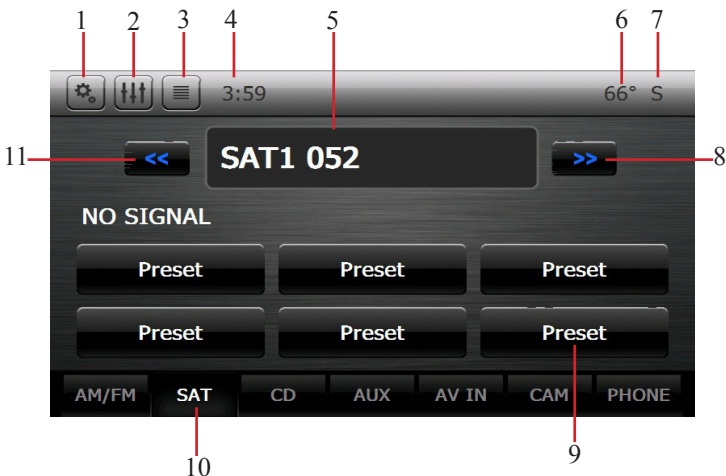 1 2 3 4 5 6 7
3:59 66° S
11 << SAT1 052 >> 8
NO SIGNAL
Preset Preset Preset
Preset Preset Preset
AM/FM SAT CD AUX AV IN CAM PHONE
10 9